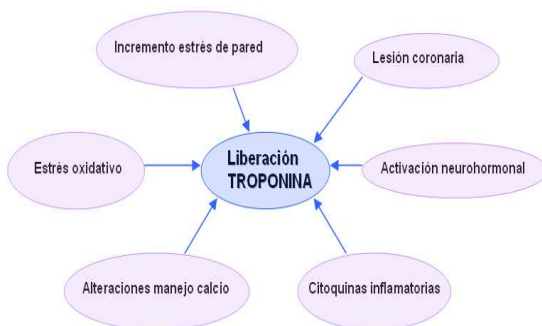 Incremento estrés de pared
Lesión coronaria
Estrés oxidativo
Liberación
TROPONINA
Activación neurohormonal
Alteraciones manejo calcio
Citoquinas inflamatorias